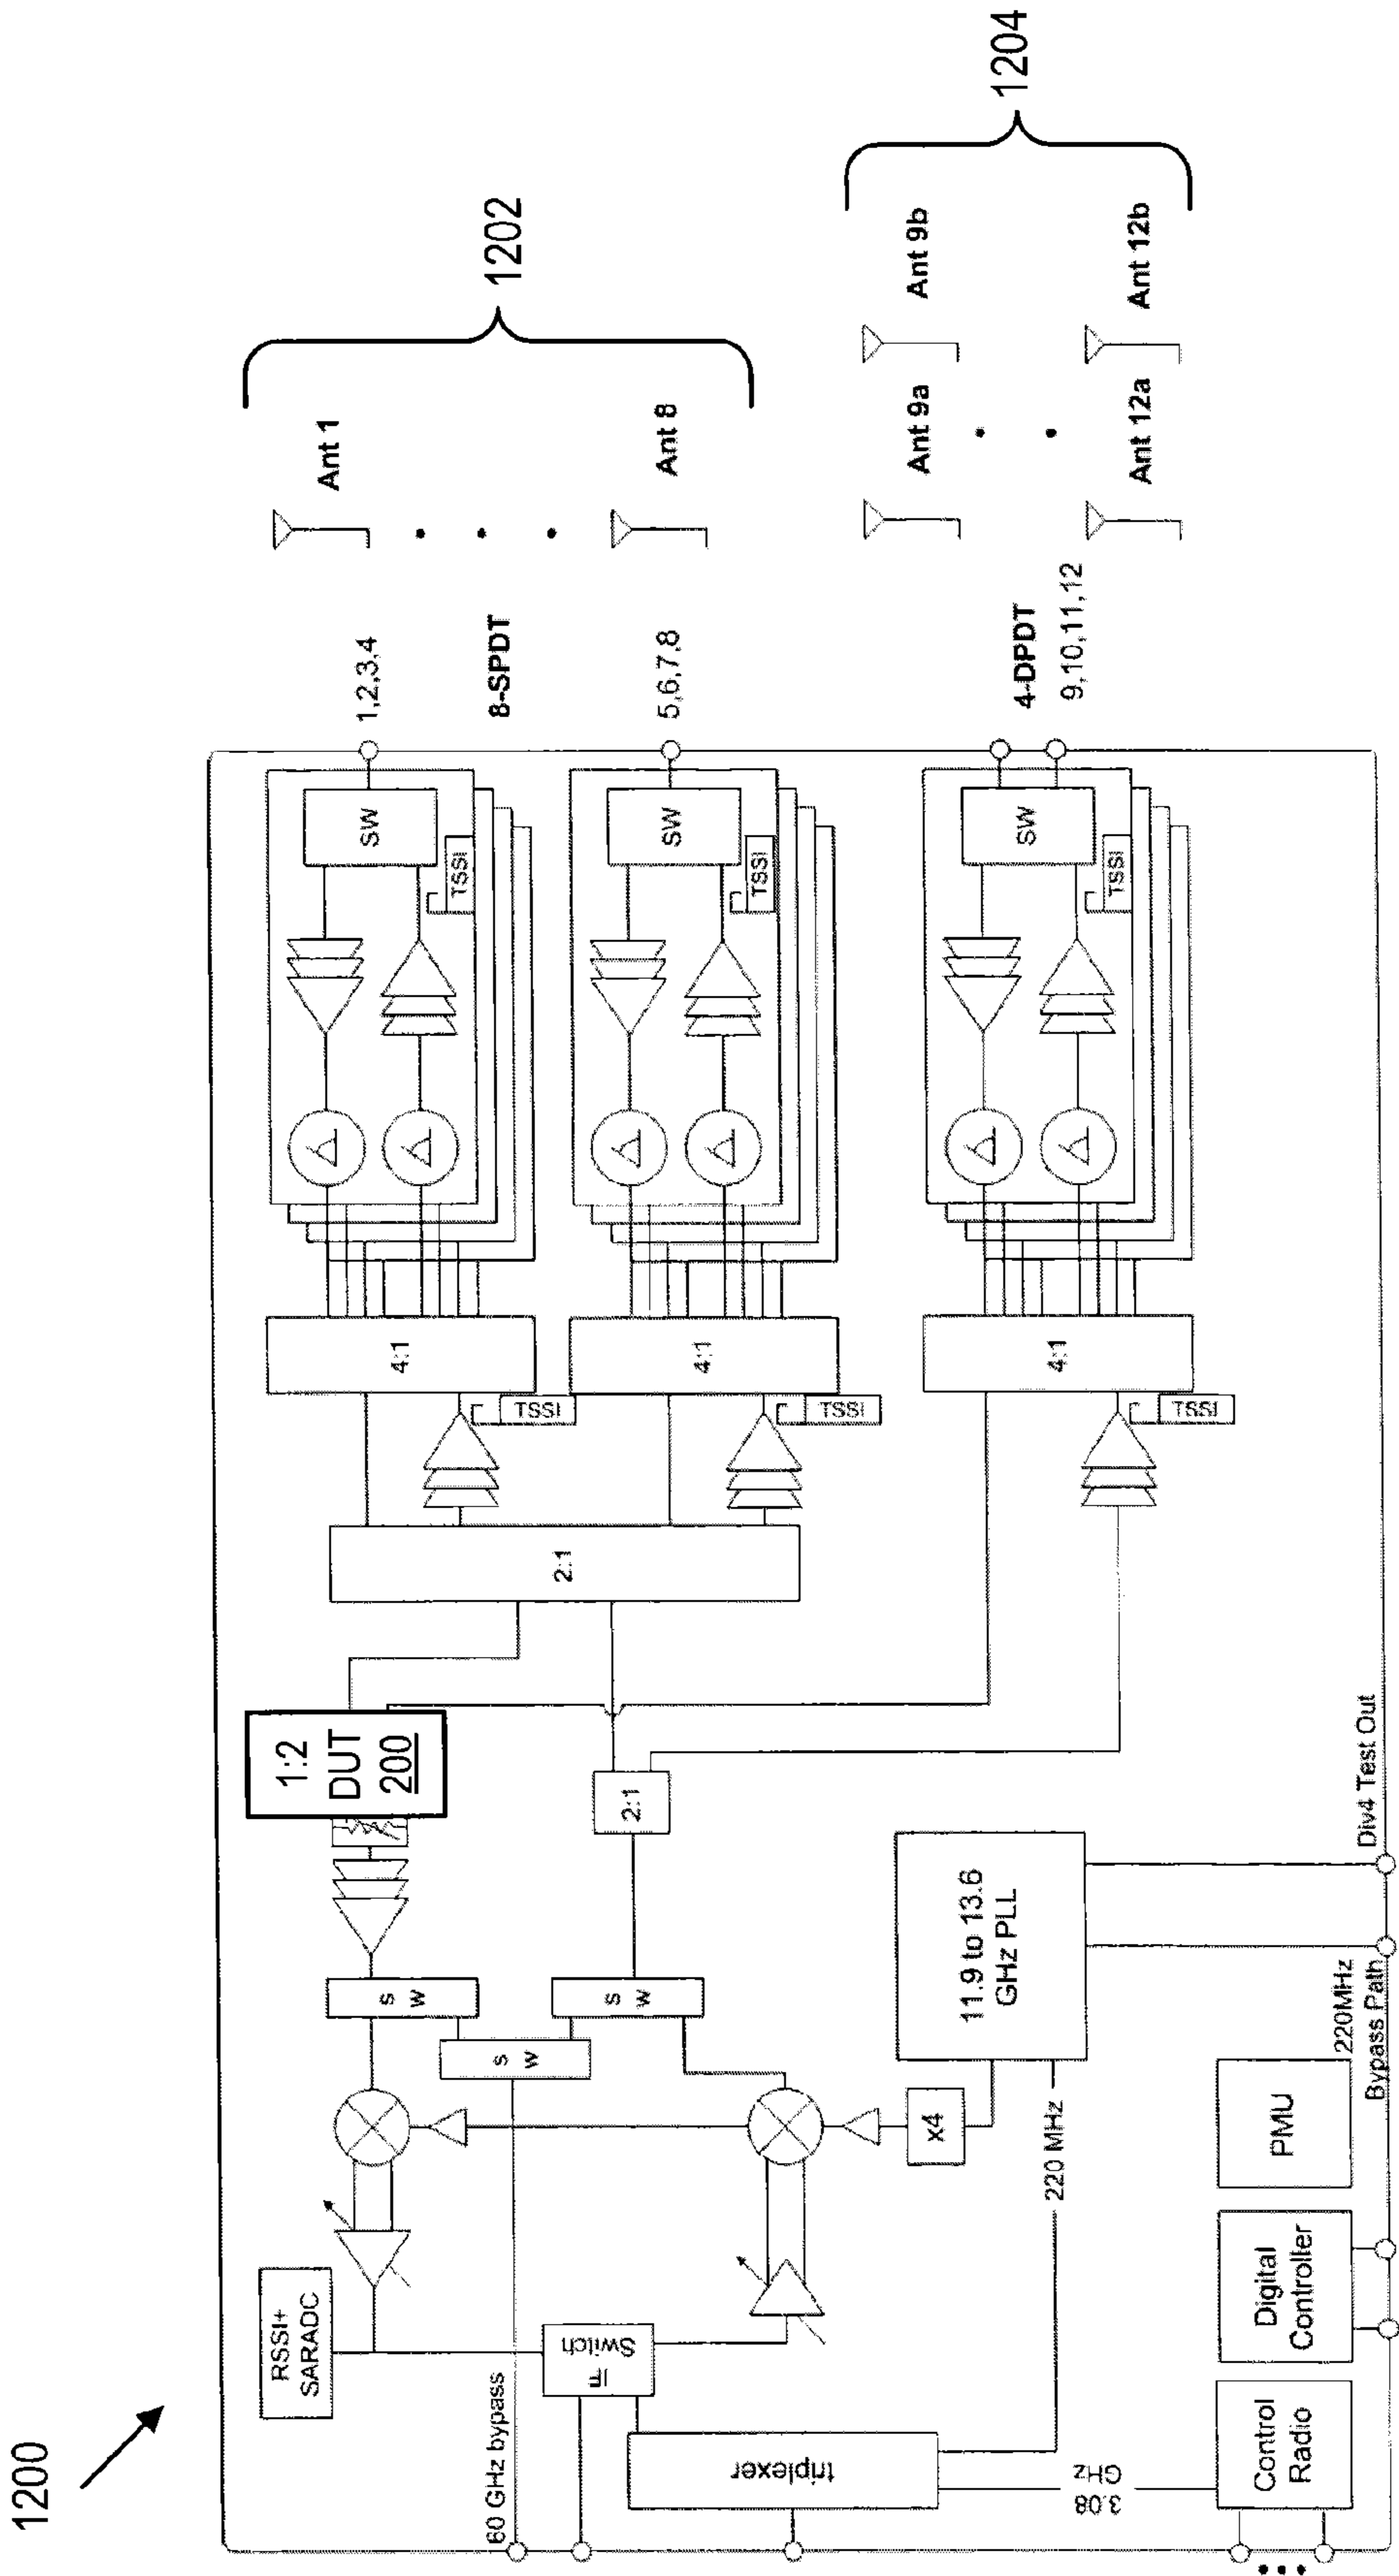 1200
1202
1204
Ant 1
Ant 8
Ant 9a
Ant 9b
Ant 12a
Ant 12b
1,2,3,4
8-SPDT
5,6,7,8
4-DPDT
9,10,11,12
SW
TSSI
SW
TSSI
SW
TSSI
4:1
TSSI
4:1
TSSI
4:1
TSSI
2:1
1:2
DUT
200
2:1
s w
s w
s w
RSSI+
SARADC
60 GHz bypass
IF
Switch
triplexer
x4
11.9 to 13.6
GHz PLL
220 MHz
3.08
GHz
Control
Radio
Digital
Controller
PMU
220MHz
Bypass Path
Div4 Test Out